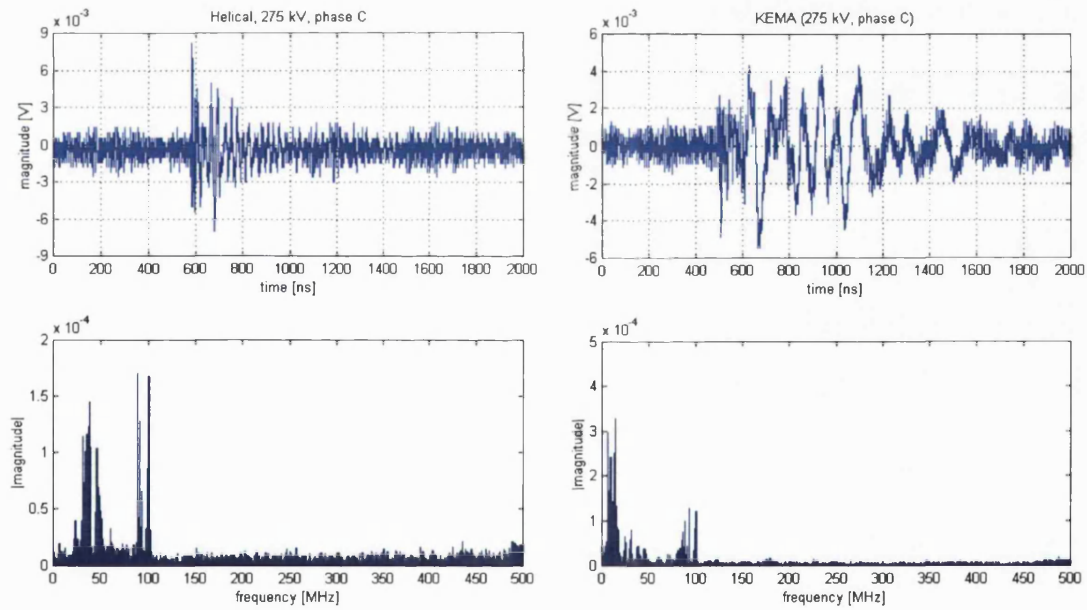 Helical, 275 kV, phase C
x 10⁻³
9
6
3
0
-3
-6
-9
magnitude [V]
0 200 400 600 800 1000 1200 1400 1600 1800 2000
time [ns]
KEMA (275 kV, phase C)
x 10⁻³
6
4
2
0
-2
-4
-6
magnitude [V]
0 200 400 600 800 1000 1200 1400 1600 1800 2000
time [ns]
x 10⁻⁴
2
1.5
1
0.5
0
|magnitude|
0 50 100 150 200 250 300 350 400 450 500
frequency [MHz]
x 10⁻⁴
5
4
3
2
1
0
|magnitude|
0 50 100 150 200 250 300 350 400 450 500
frequency [MHz]